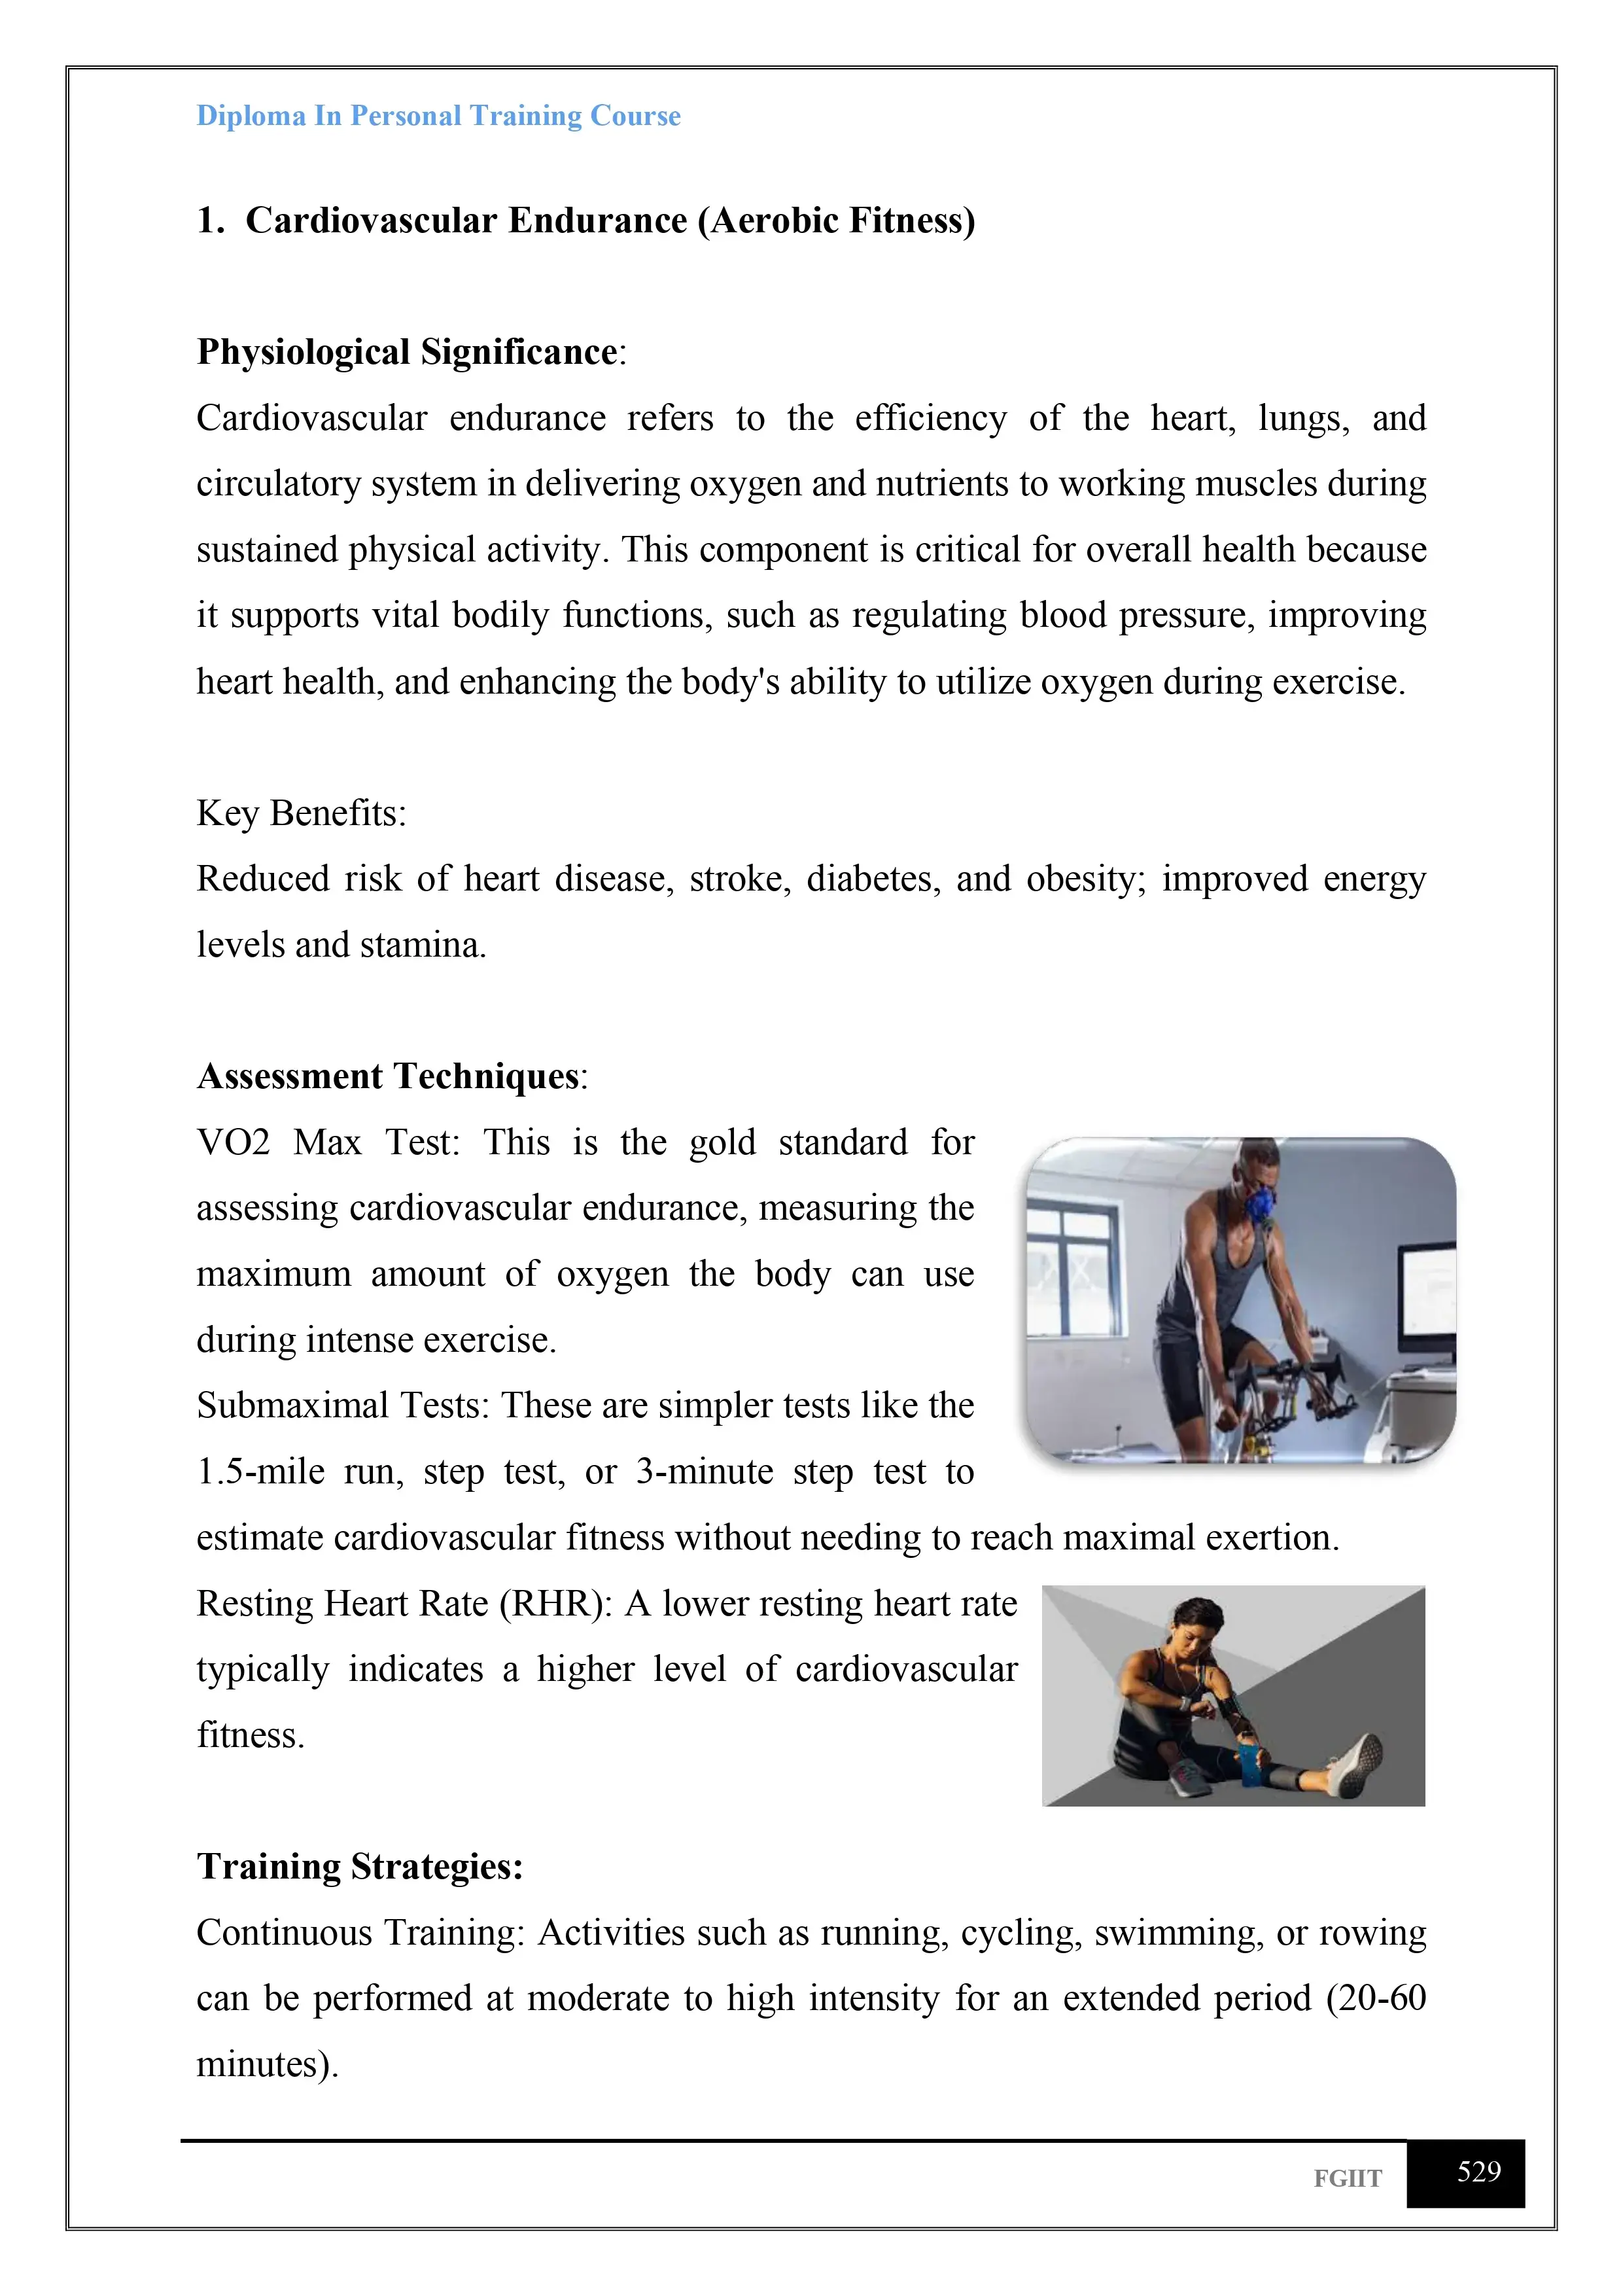 Diploma In Personal Training Course
1. Cardiovascular Endurance (Aerobic Fitness)
Physiological Significance:
Cardiovascular endurance refers to the efficiency of the heart, lungs, and
circulatory system in delivering oxygen and nutrients to working muscles during
sustained physical activity. This component is critical for overall health because
it supports vital bodily functions, such as regulating blood pressure, improving
heart health, and enhancing the body's ability to utilize oxygen during exercise.
Key Benefits:
Reduced risk of heart disease, stroke, diabetes, and obesity; improved energy
levels and stamina.
Assessment Techniques:
VO2 Max Test: This is the gold standard for
assessing cardiovascular endurance, measuring the
maximum amount of oxygen the body can use
during intense exercise.
Submaximal Tests: These are simpler tests like the
1.5-mile run, step test, or 3-minute step test to
estimate cardiovascular fitness without needing to reach maximal exertion.
Resting Heart Rate (RHR): A lower resting heart rate
typically indicates a higher level of cardiovascular
fitness.
Training Strategies:
Continuous Training: Activities such as running, cycling, swimming, or rowing
can be performed at moderate to high intensity for an extended period (20-60
minutes).
FGIIT 529